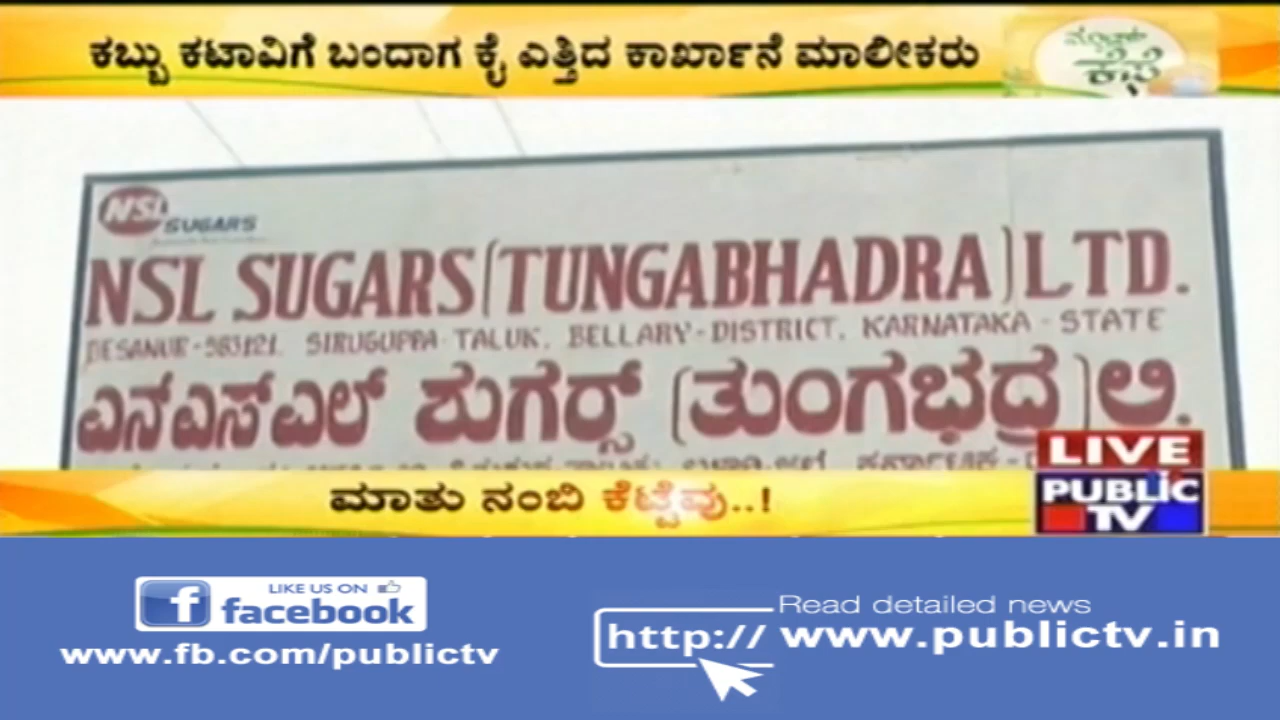 ಕಬ್ಬು ಕಟಾವಿಗೆ ಬಂದಾಗ ಕೈ ಎತ್ತಿದ ಕಾರ್ಖಾನೆ ಮಾಲೀಕರು
NSL SUGARS
NSL SUGARS (TUNGABHADRA) LTD.
DESANUR-583121. SIRUGUPPA-TALUK, BELLARY-DISTRICT, KARNATAKA-STATE
ಎನ್ಎಸ್ಎಲ್ ಶುಗರ್ಸ್ (ತುಂಗಭದ್ರ) ಲಿ.
LIVE
PUBLiC
TV
ಮಾತು ನಂಬಿ ಕೆಟ್ಟೆವು..!
LIKE US ON
facebook
www.fb.com/publictv
Read detailed news
http:// www.publictv.in